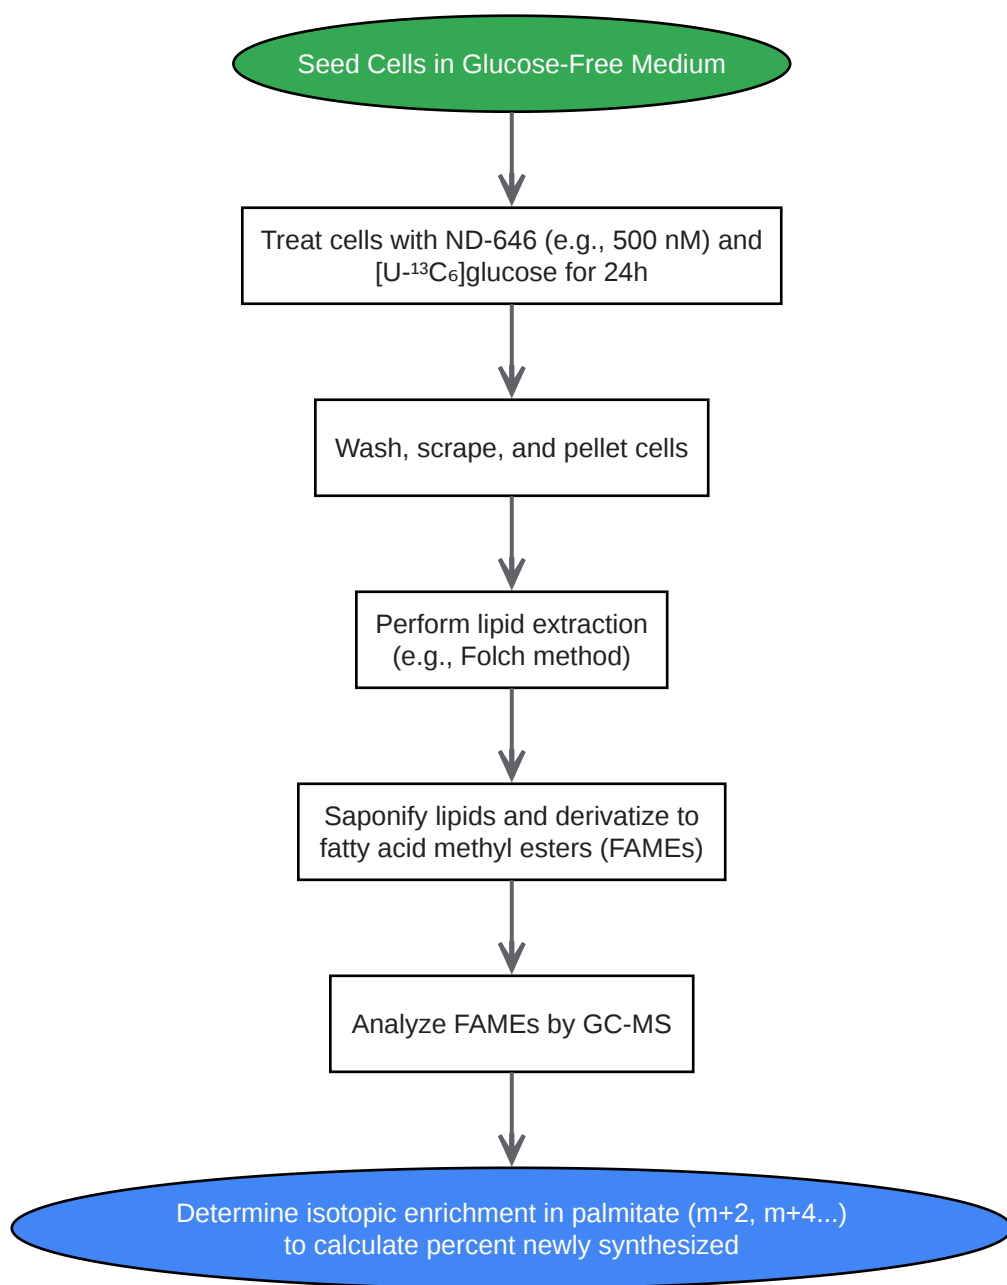 Seed Cells in Glucose-Free Medium
Treat cells with ND-646 (e.g., 500 nM) and
[U-¹³C₆]glucose for 24h
Wash, scrape, and pellet cells
Perform lipid extraction
(e.g., Folch method)
Saponify lipids and derivatize to
fatty acid methyl esters (FAMEs)
Analyze FAMEs by GC-MS
Determine isotopic enrichment in palmitate (m+2, m+4...)
to calculate percent newly synthesized